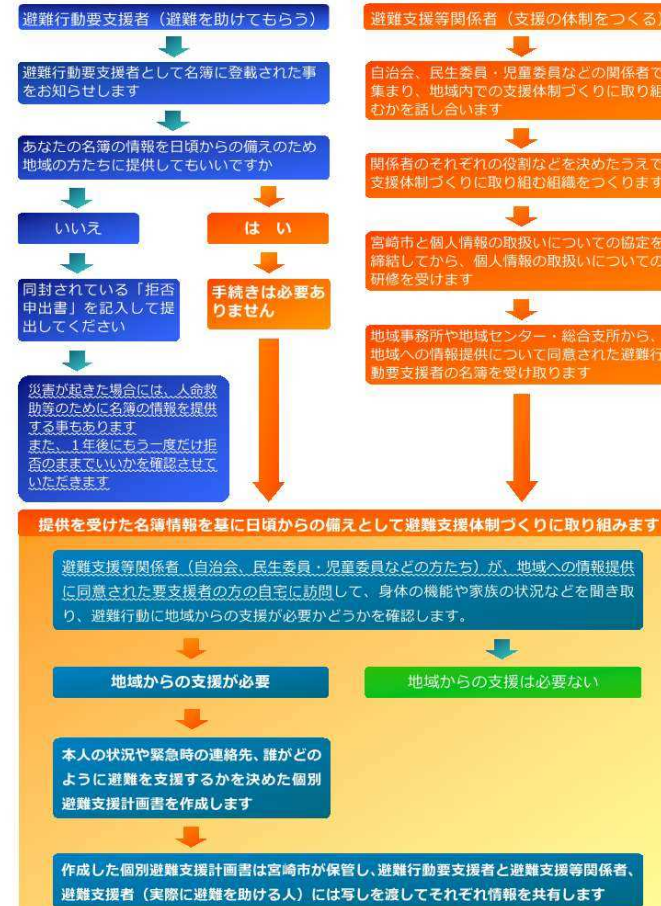 避難行動要支援者（避難を助けてもらう）
避難行動要支援者として名簿に登載された事
をお知らせします
あなたの名簿の情報を日頃からの備えのため
地域の方たちに提供してもいいですか
いいえ
は　い
同封されている「拒否
申出書」を記入して提
出してください
手続きは必要あ
りません
災害が起きた場合には、人命救
助等のために名簿の情報を提供
する事もあります
また、１年後にもう一度だけ拒
否のままでいいかを確認させて
いただきます
避難支援等関係者（支援の体制をつくる）
自治会、民生委員・児童委員などの関係者で
集まり、地域内での支援体制づくりに取り組
むかを話し合います
関係者のそれぞれの役割などを決めたうえで
支援体制づくりに取り組む組織をつくります
宮崎市と個人情報の取扱いについての協定を
締結してから、個人情報の取扱いについての
研修を受けます
地域事務所や地域センター・総合支所から、
地域への情報提供について同意された避難行
動要支援者の名簿を受け取ります
提供を受けた名簿情報を基に日頃からの備えとして避難支援体制づくりに取り組みます
避難支援等関係者（自治会、民生委員・児童委員などの方たち）が、地域への情報提供
に同意された要支援者の方の自宅に訪問して、身体の機能や家族の状況などを聞き取
り、避難行動に地域からの支援が必要かどうかを確認します。
地域からの支援が必要
地域からの支援は必要ない
本人の状況や緊急時の連絡先、誰がどの
ように避難を支援するかを決めた個別
避難支援計画書を作成します
作成した個別避難支援計画書は宮崎市が保管し、避難行動要支援者と避難支援等関係者、
避難支援者（実際に避難を助ける人）には写しを渡してそれぞれ情報を共有します